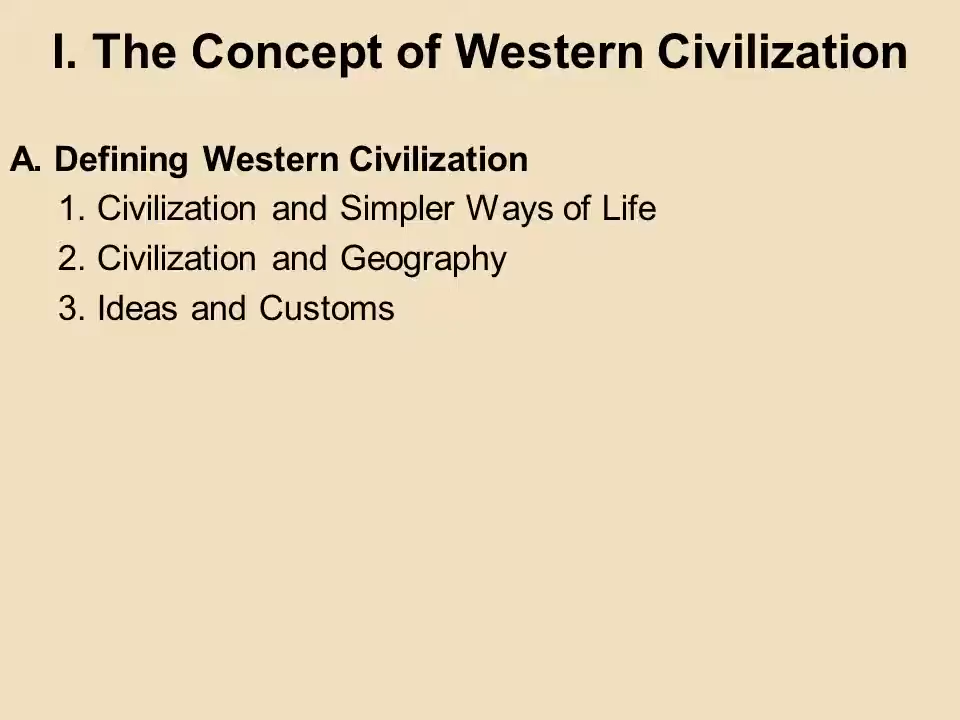 I. The Concept of Western Civilization
A. Defining Western Civilization
1. Civilization and Simpler Ways of Life
2. Civilization and Geography
3. Ideas and Customs